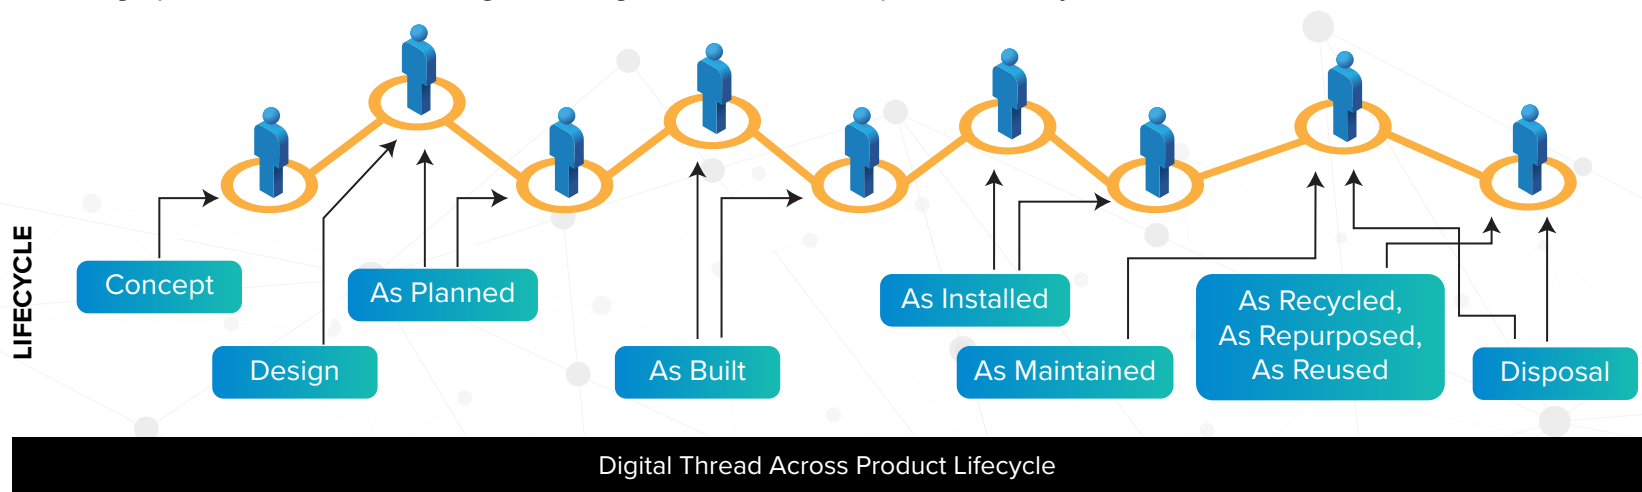 LIFECYCLE
Concept
Design
As Planned
As Built
As Installed
As Maintained
As Recycled,
As Repurposed,
As Reused
Disposal
Digital Thread Across Product Lifecycle